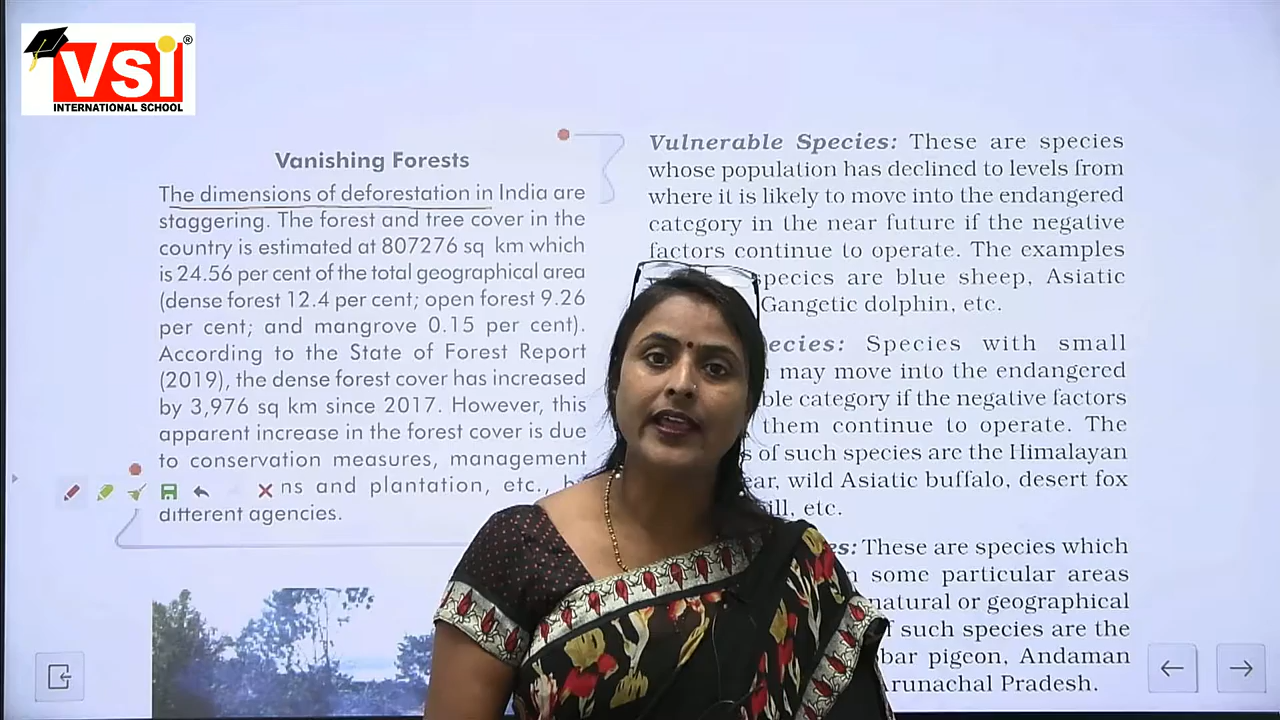 VSI®
INTERNATIONAL SCHOOL
Vanishing Forests
The dimensions of deforestation in India are
staggering. The forest and tree cover in the
country is estimated at 807276 sq km which
is 24.56 per cent of the total geographical area
(dense forest 12.4 per cent; open forest 9.26
per cent; and mangrove 0.15 per cent).
According to the State of Forest Report
(2019), the dense forest cover has increased
by 3,976 sq km since 2017. However, this
apparent increase in the forest cover is due
to conservation measures, management
ns and plantation, etc.,
different agencies.
Vulnerable Species: These are species
whose population has declined to levels from
where it is likely to move into the endangered
category in the near future if the negative
factors continue to operate. The examples
species are blue sheep, Asiatic
Gangetic dolphin, etc.
ecies: Species with small
may move into the endangered
ble category if the negative factors
them continue to operate. The
s of such species are the Himalayan
ear, wild Asiatic buffalo, desert fox
ill, etc.
es: These are species which
n some particular areas
natural or geographical
f such species are the
bar pigeon, Andaman
Arunachal Pradesh.